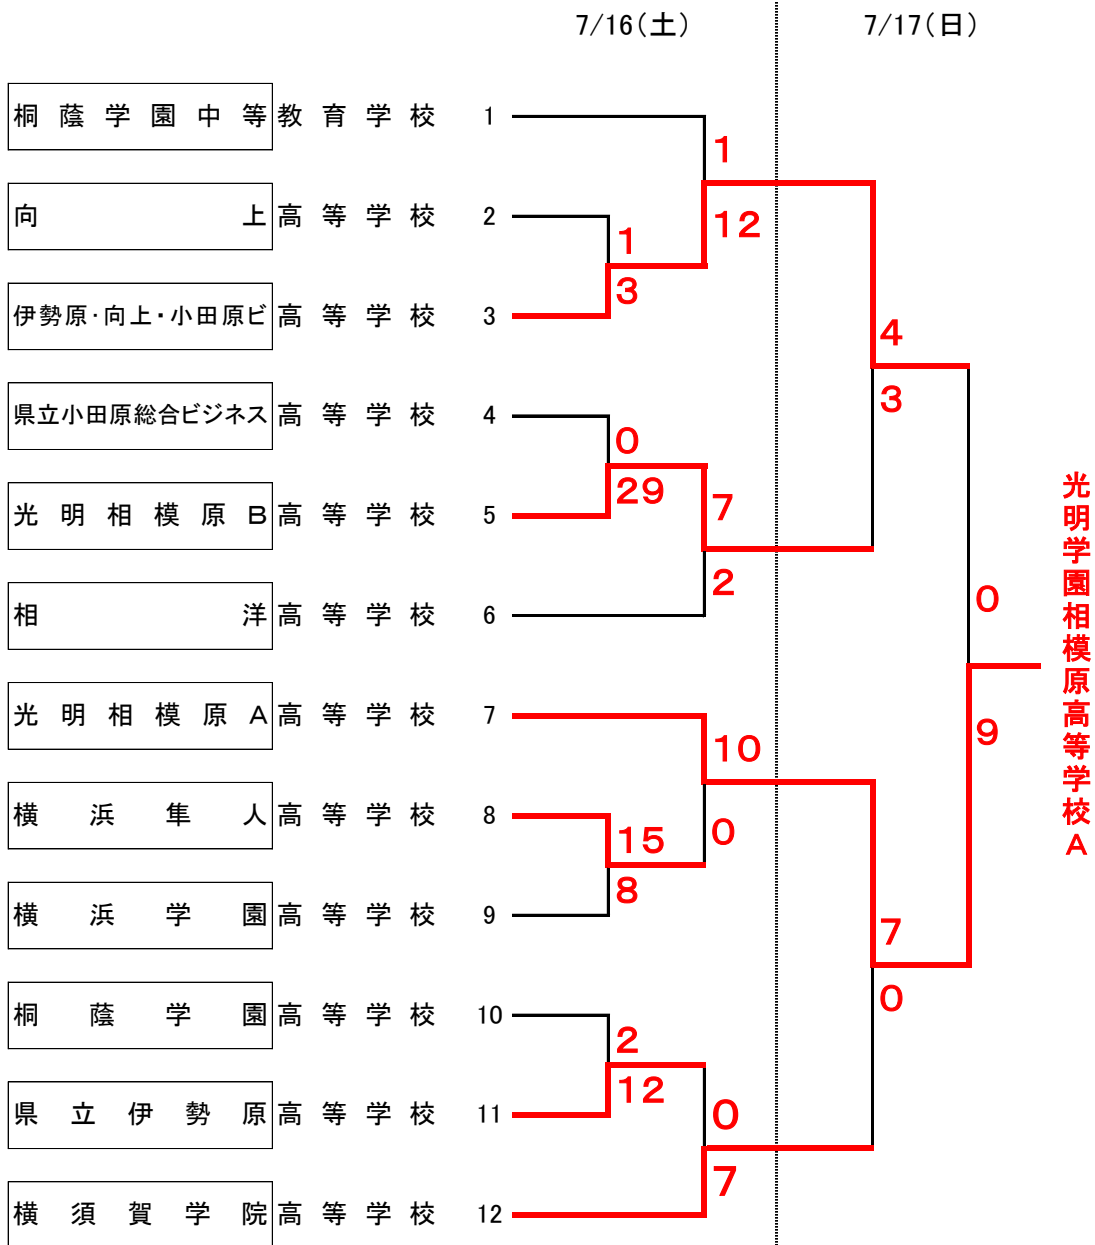 7/16(土) 7/17(日)
桐蔭学園中等教育学校 1
1
向上高等学校 2
12
1
3
伊勢原・向上・小田原ビ高等学校 3
4
3
県立小田原総合ビジネス高等学校 4
0
29
7
光明相模原B高等学校 5
2
相洋高等学校 6
0
光明学園相模原高等学校A
光明相模原A高等学校 7
10
9
横浜隼人高等学校 8
15
0
8
横浜学園高等学校 9
7
0
桐蔭学園高等学校 10
2
12
県立伊勢原高等学校 11
0
7
横須賀学院高等学校 12